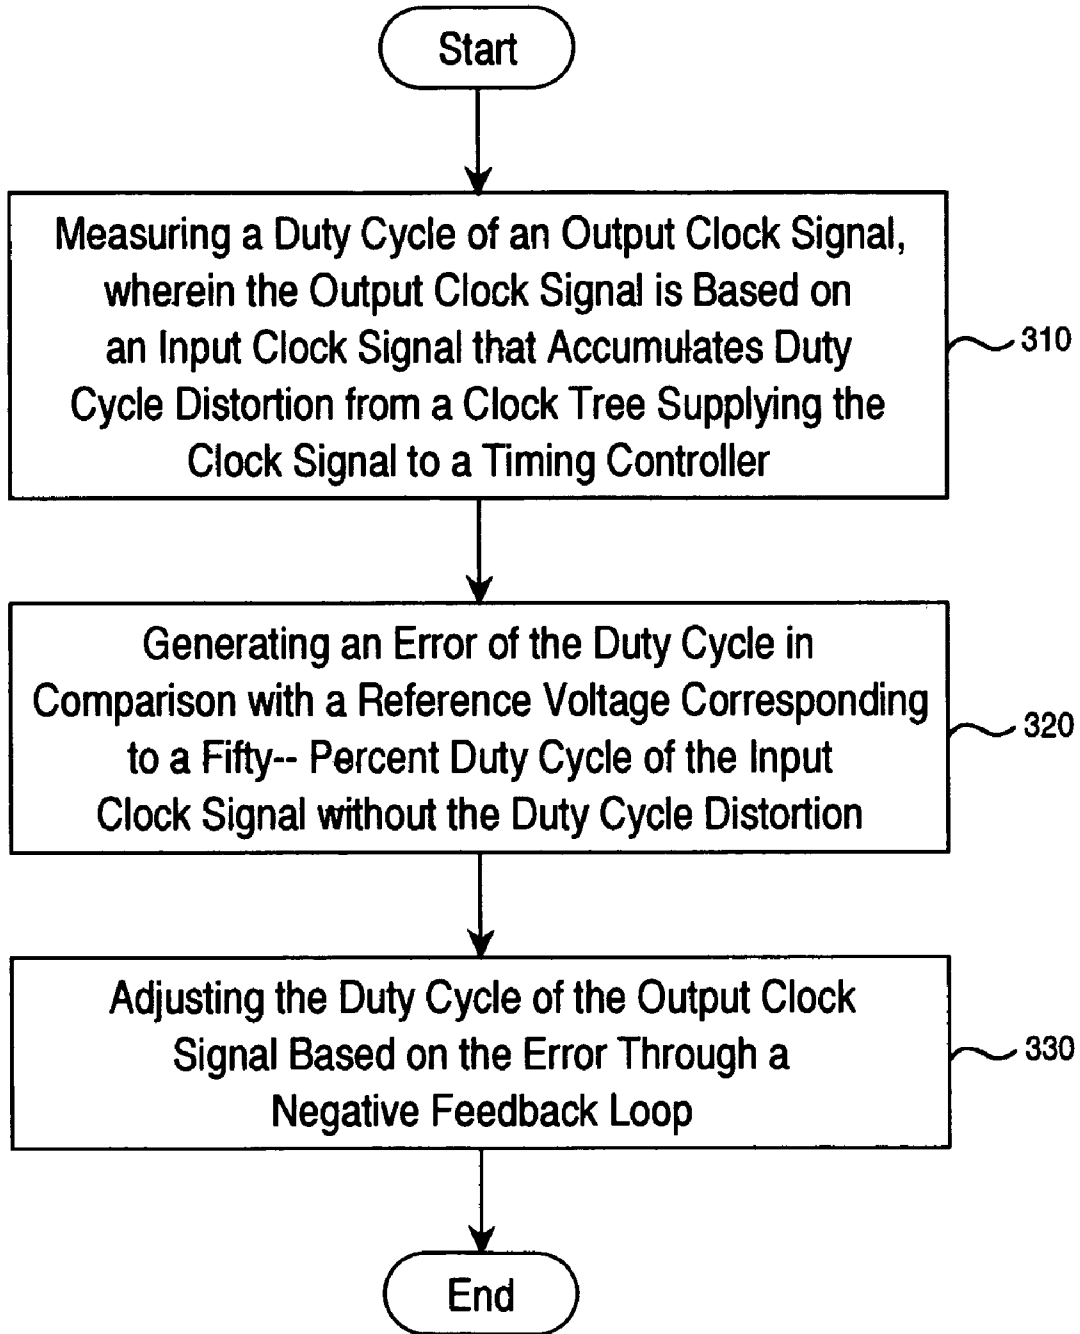 Start
Measuring a Duty Cycle of an Output Clock Signal,
wherein the Output Clock Signal is Based on
an Input Clock Signal that Accumulates Duty
Cycle Distortion from a Clock Tree Supplying the
Clock Signal to a Timing Controller
310
Generating an Error of the Duty Cycle in
Comparison with a Reference Voltage Corresponding
to a Fifty-- Percent Duty Cycle of the Input
Clock Signal without the Duty Cycle Distortion
320
Adjusting the Duty Cycle of the Output Clock
Signal Based on the Error Through a
Negative Feedback Loop
330
End